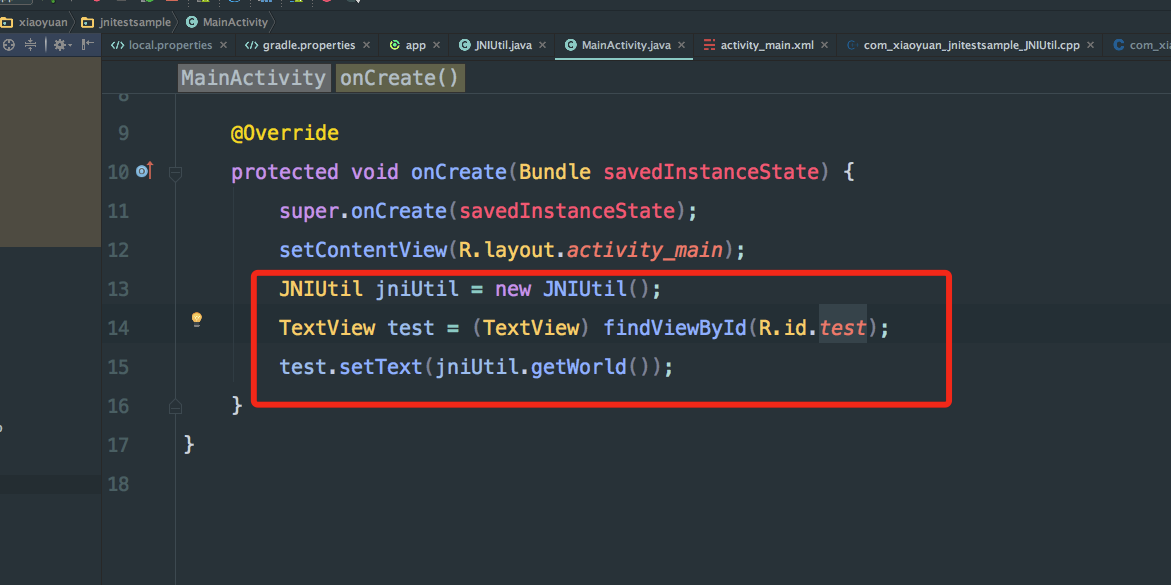 xiaoyuan jnitestsample MainActivity
local.properties gradle.properties app JNIUtil.java MainActivity.java activity_main.xml com_xiaoyuan_jnitestsample_JNIUtil.cpp
MainActivity onCreate()
8
9 @Override
10 protected void onCreate(Bundle savedInstanceState) {
11 super.onCreate(savedInstanceState);
12 setContentView(R.layout.activity_main);
13 JNIUtil jniUtil = new JNIUtil();
14 TextView test = (TextView) findViewById(R.id.test);
15 test.setText(jniUtil.getWorld());
16 }
17 }
18